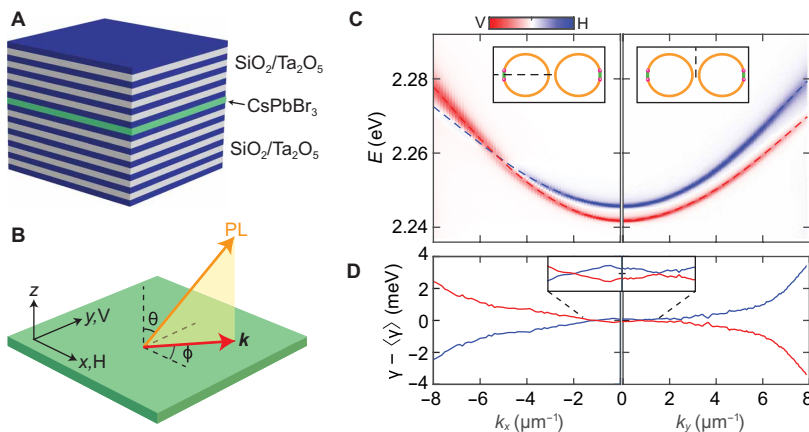 A
SiO₂/Ta₂O₅
CsPbBr₃
SiO₂/Ta₂O₅
B
PL
z
θ
y,V
k
x,H
ϕ
C
V H
E (eV)
2.28
2.26
2.24
D
γ − ⟨γ⟩ (meV)
4
2
0
−2
−4
−8 −6 −4 −2 0 2 4 6 8
kₓ (μm⁻¹) k_y (μm⁻¹)